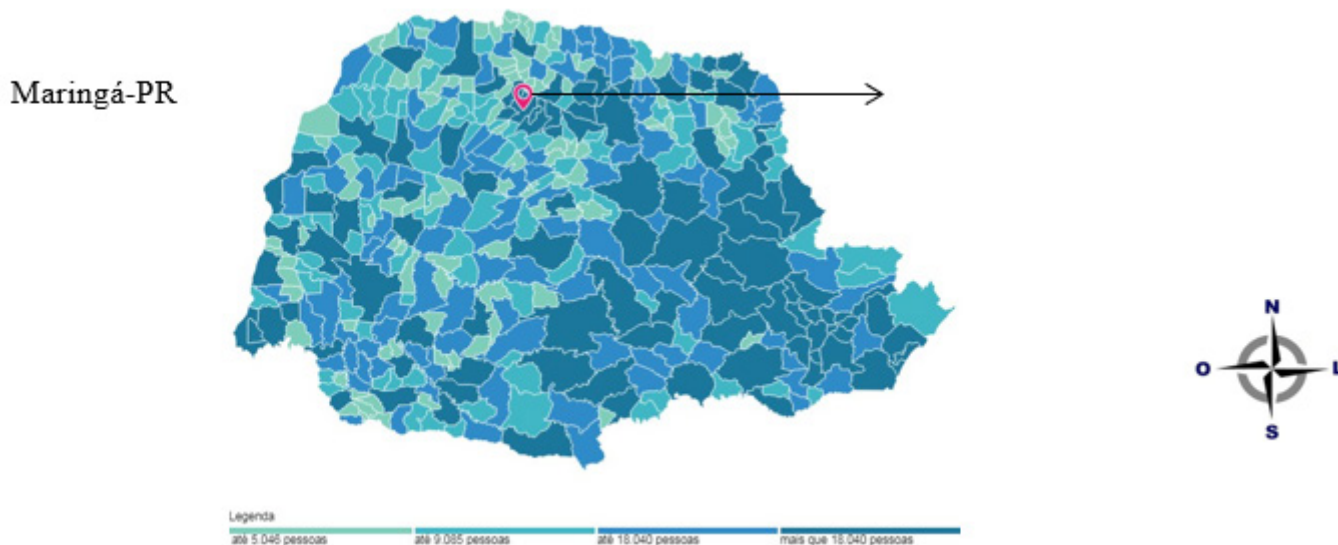 Maringá-PR
N
O
L
S
Legenda
até 5.046 pessoas
até 9.085 pessoas
até 18.040 pessoas
mais que 18.040 pessoas